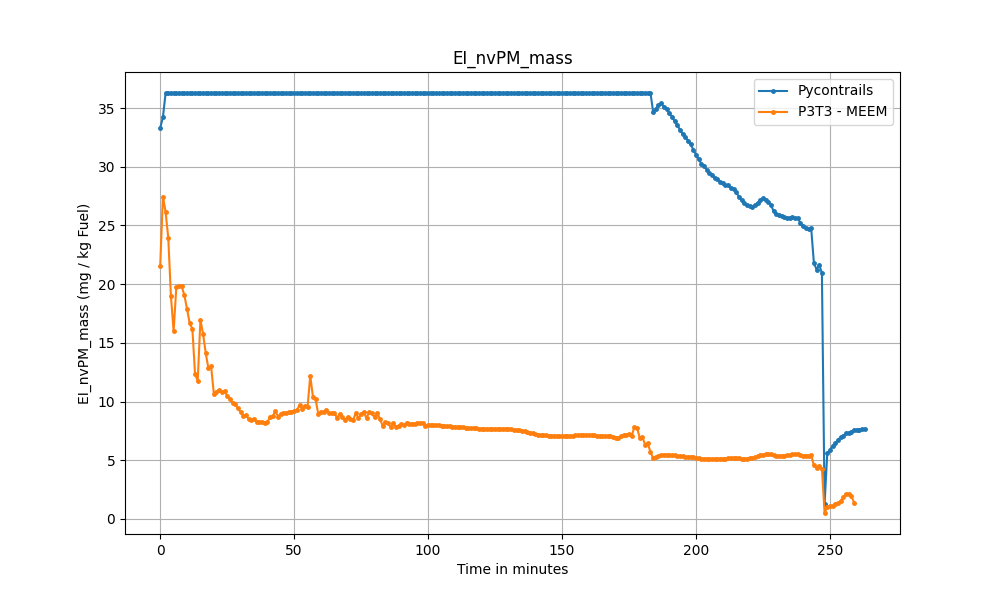 EI_nvPM_mass
Pycontrails
P3T3 - MEEM
EI_nvPM_mass (mg / kg Fuel)
35
30
25
20
15
10
5
0
0 50 100 150 200 250
Time in minutes